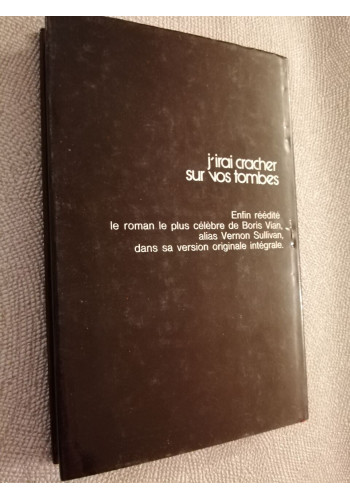 j'irai cracher
sur vos tombes
Enfin réédité
le roman le plus célèbre de Boris Vian,
alias Vernon Sullivan,
dans sa version originale intégrale.